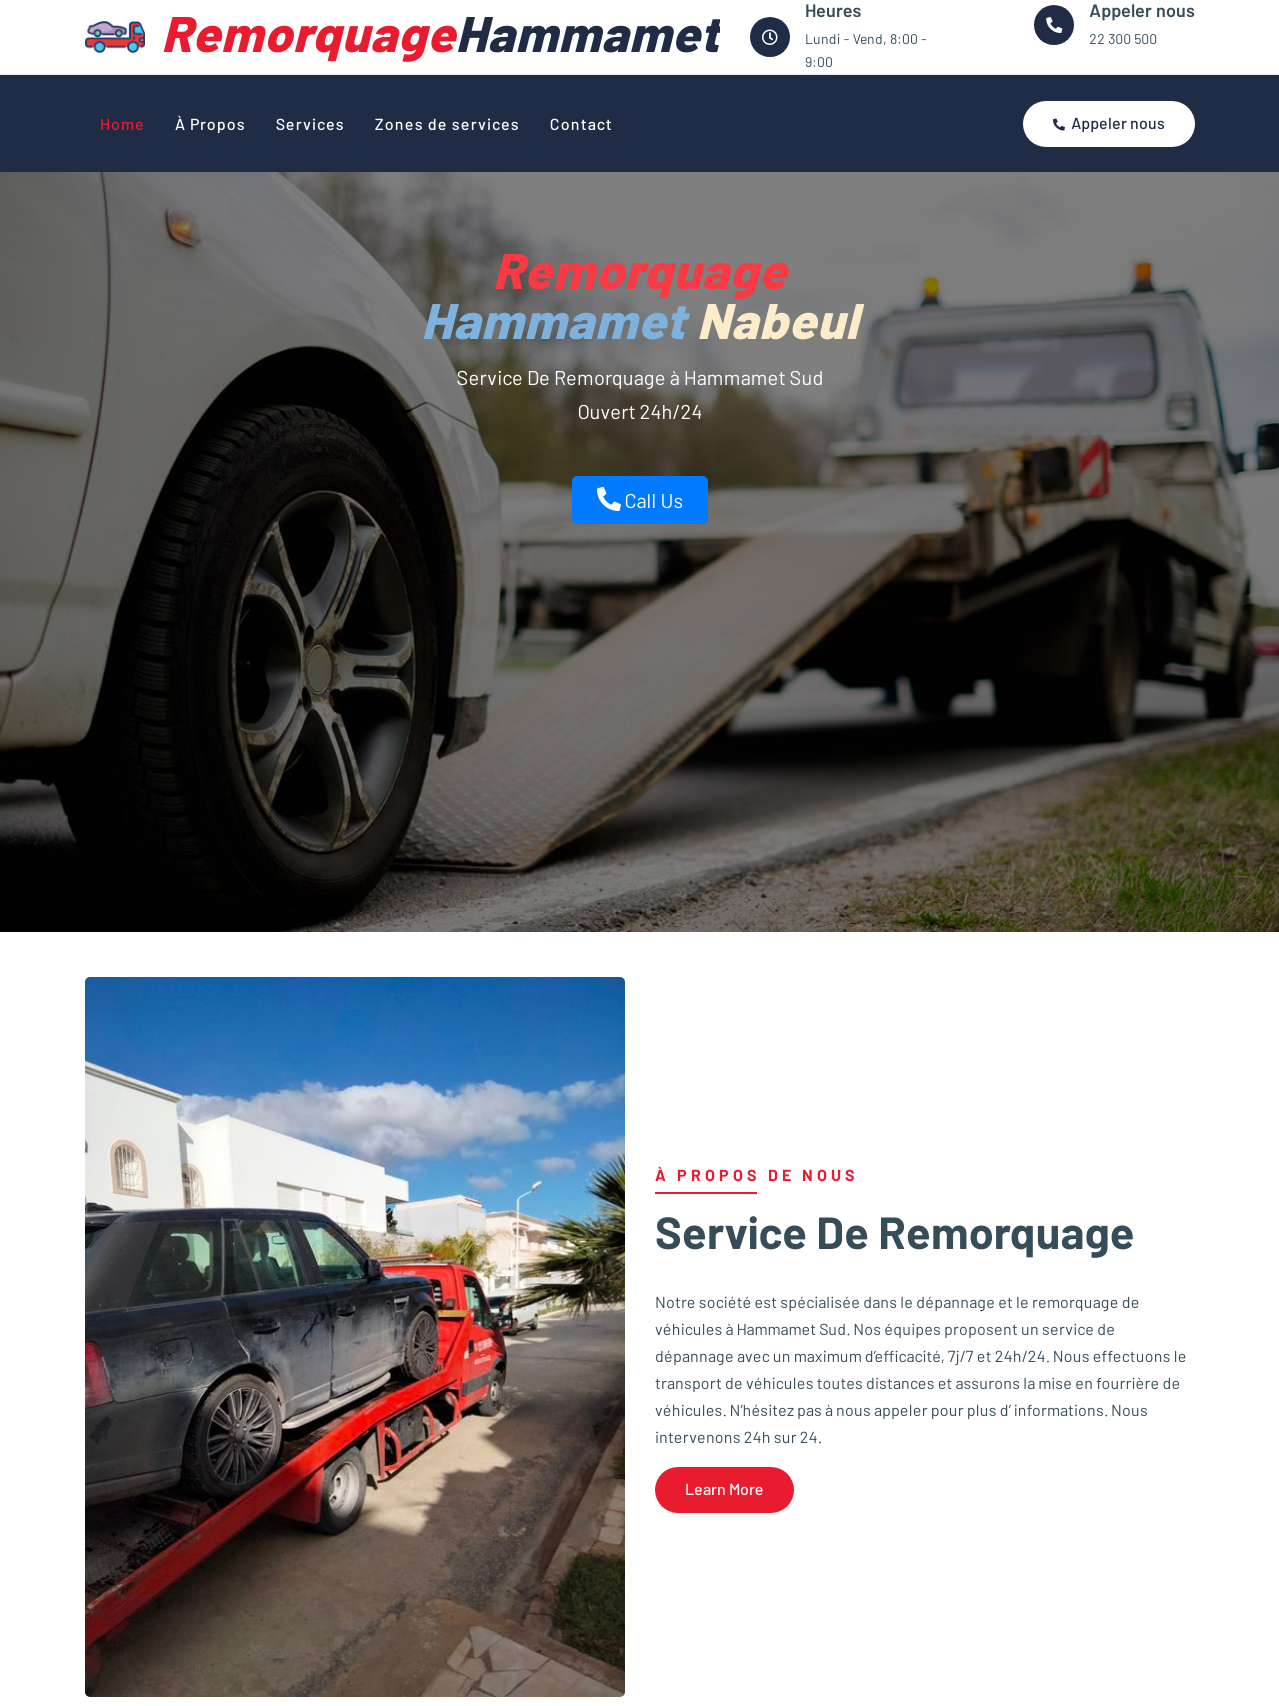 RemorquageHammamet
Heures
Lundi - Vend, 8:00 -
9:00
Appeler nous
22 300 500
Home À Propos Services Zones de services Contact
Appeler nous
Remorquage
Hammamet Nabeul
Service De Remorquage à Hammamet Sud
Ouvert 24h/24
Call Us
À PROPOS DE NOUS
Service De Remorquage
Notre société est spécialisée dans le dépannage et le remorquage de
véhicules à Hammamet Sud. Nos équipes proposent un service de
dépannage avec un maximum d’efficacité, 7j/7 et 24h/24. Nous effectuons le
transport de véhicules toutes distances et assurons la mise en fourrière de
véhicules. N’hésitez pas à nous appeler pour plus d’ informations. Nous
intervenons 24h sur 24.
Learn More